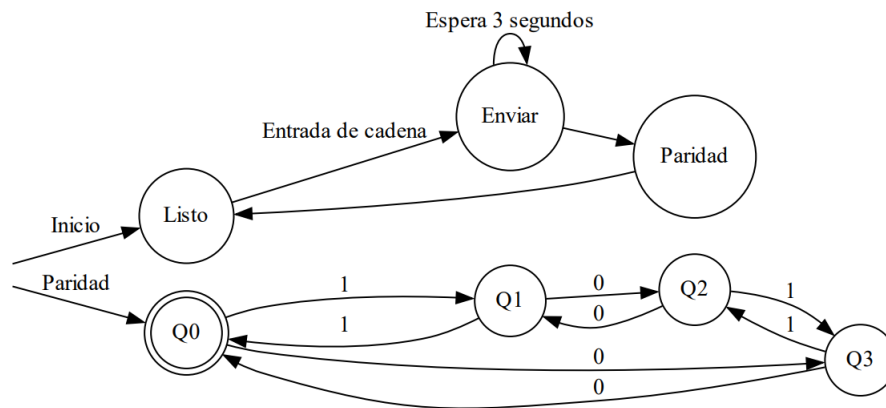 Espera 3 segundos
Enviar
Entrada de cadena
Paridad
Listo
Inicio
Paridad
1
0
Q2
1
Q1
0
Q0
1
1
Q3
0
0